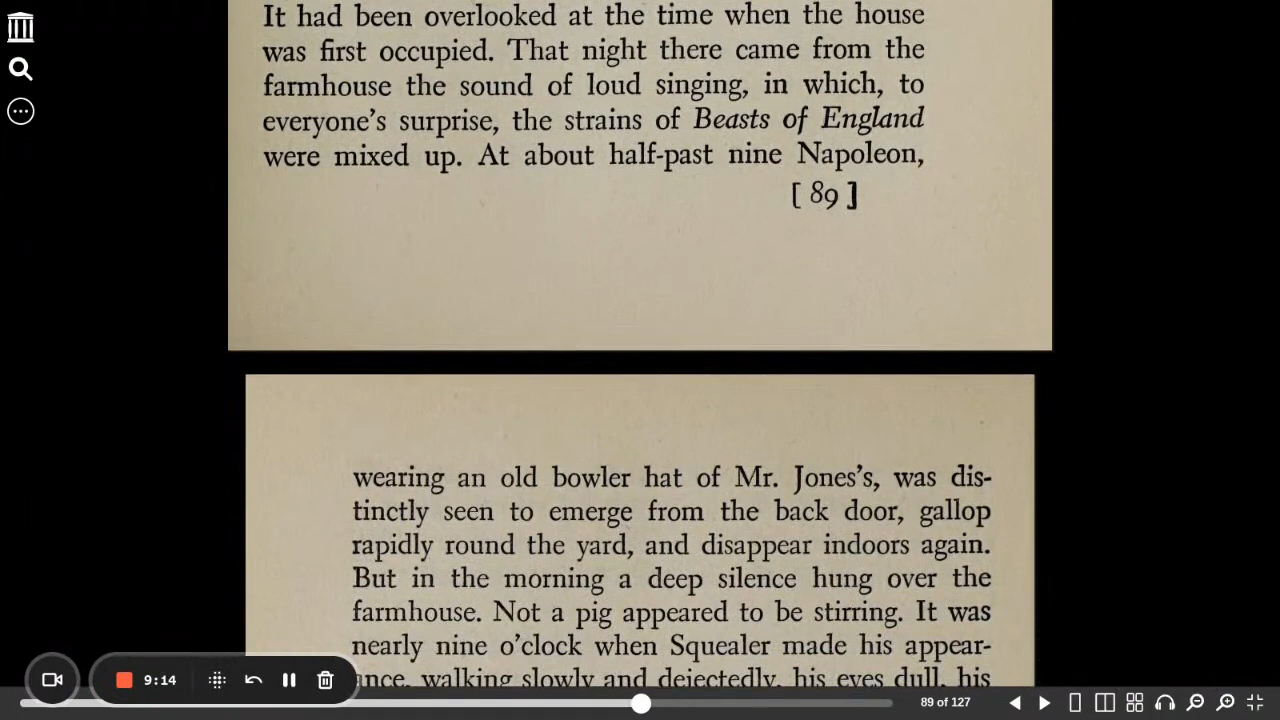 It had been overlooked at the time when the house
was first occupied. That night there came from the
farmhouse the sound of loud singing, in which, to
everyone's surprise, the strains of Beasts of England
were mixed up. At about half-past nine Napoleon,
[ 89 ]
wearing an old bowler hat of Mr. Jones's, was dis-
tinctly seen to emerge from the back door, gallop
rapidly round the yard, and disappear indoors again.
But in the morning a deep silence hung over the
farmhouse. Not a pig appeared to be stirring. It was
nearly nine o'clock when Squealer made his appear-
ance, walking slowly and dejectedly, his eyes dull, his
9:14
89 of 127